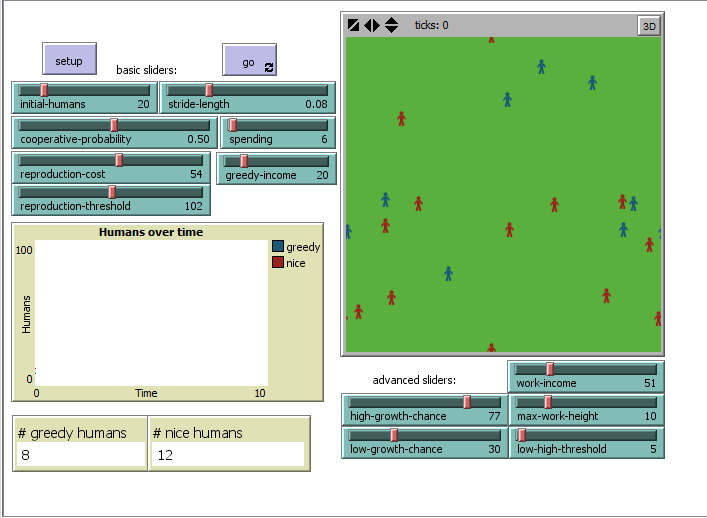 ticks: 0
3D
setup
basic sliders:
go
initial-humans 20
stride-length 0.08
cooperative-probability 0.50
spending 6
reproduction-cost 54
greedy-income 20
reproduction-threshold 102
Humans over time
100
Humans
0
0
Time
10
greedy
nice
# greedy humans
8
# nice humans
12
advanced sliders:
work-income 51
high-growth-chance 77
max-work-height 10
low-growth-chance 30
low-high-threshold 5